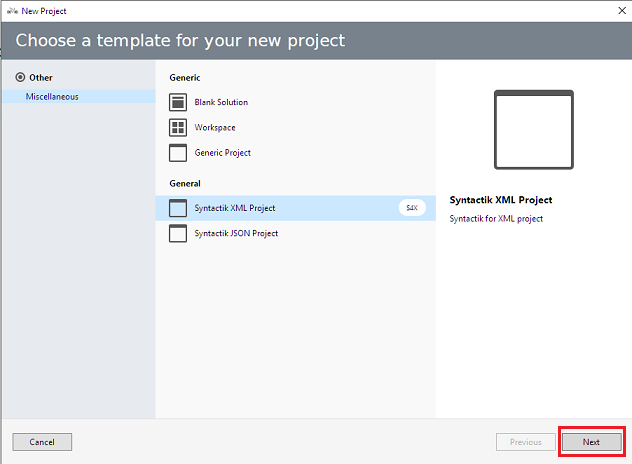 New Project
Choose a template for your new project
Other
Miscellaneous
Generic
Blank Solution
Workspace
Generic Project
General
Syntactik XML Project
S4X
Syntactik JSON Project
Syntactik XML Project
Syntactik for XML project
Cancel
Previous
Next